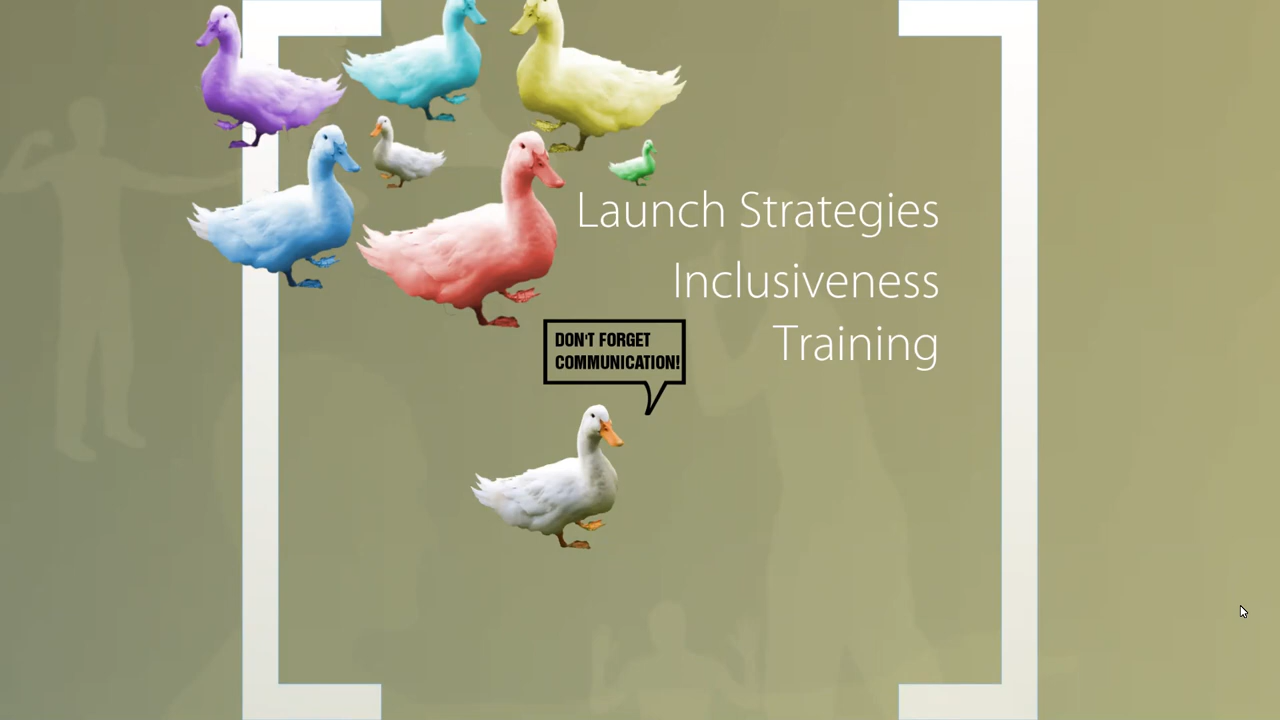 Launch Strategies
Inclusiveness
Training
DON'T FORGET
COMMUNICATION!